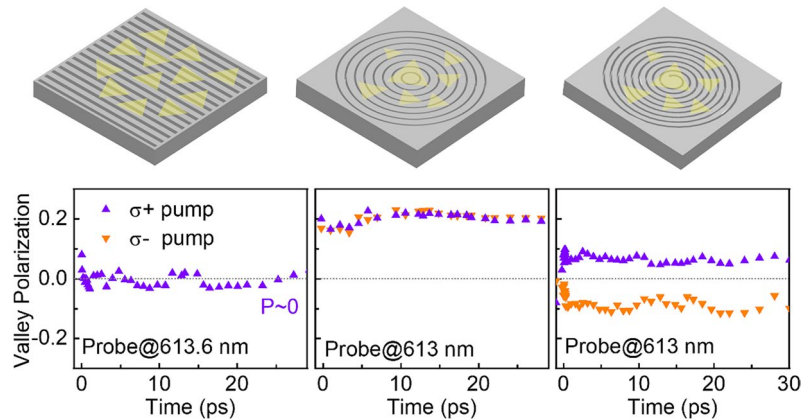 Valley Polarization
0.2
0.0
-0.2
σ+ pump
σ- pump
P~0
Probe@613.6 nm
Probe@613 nm
Probe@613 nm
0 10 20
0 10 20
0 10 20 30
Time (ps)
Time (ps)
Time (ps)